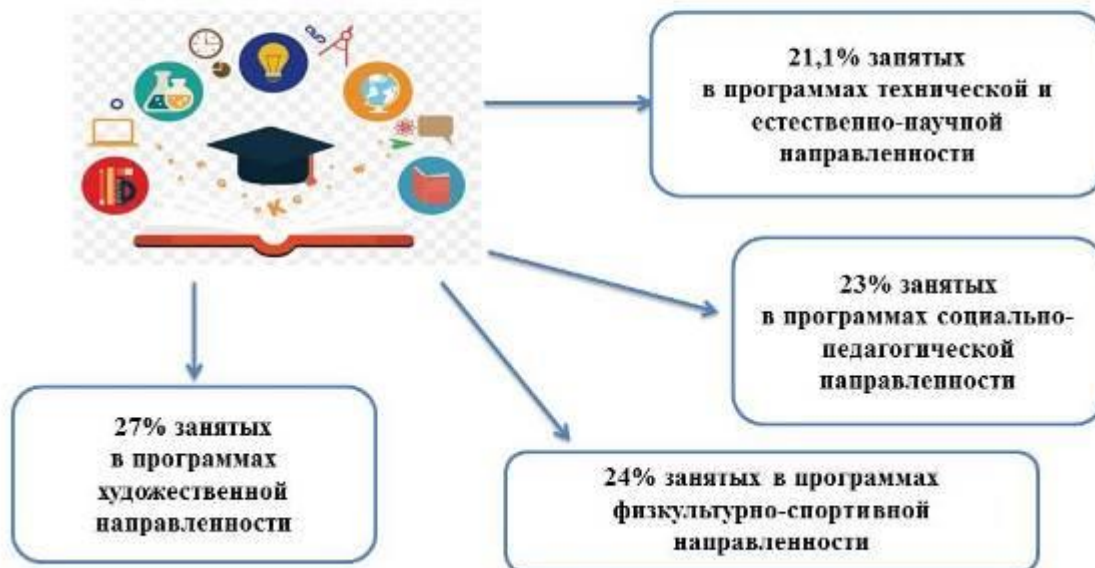 21,1% занятых
в программах технической и
естественно-научной
направленности
23% занятых
в программах социально-
педагогической
направленности
27% занятых
в программах
художественной
направленности
24% занятых в программах
физкультурно-спортивной
направленности